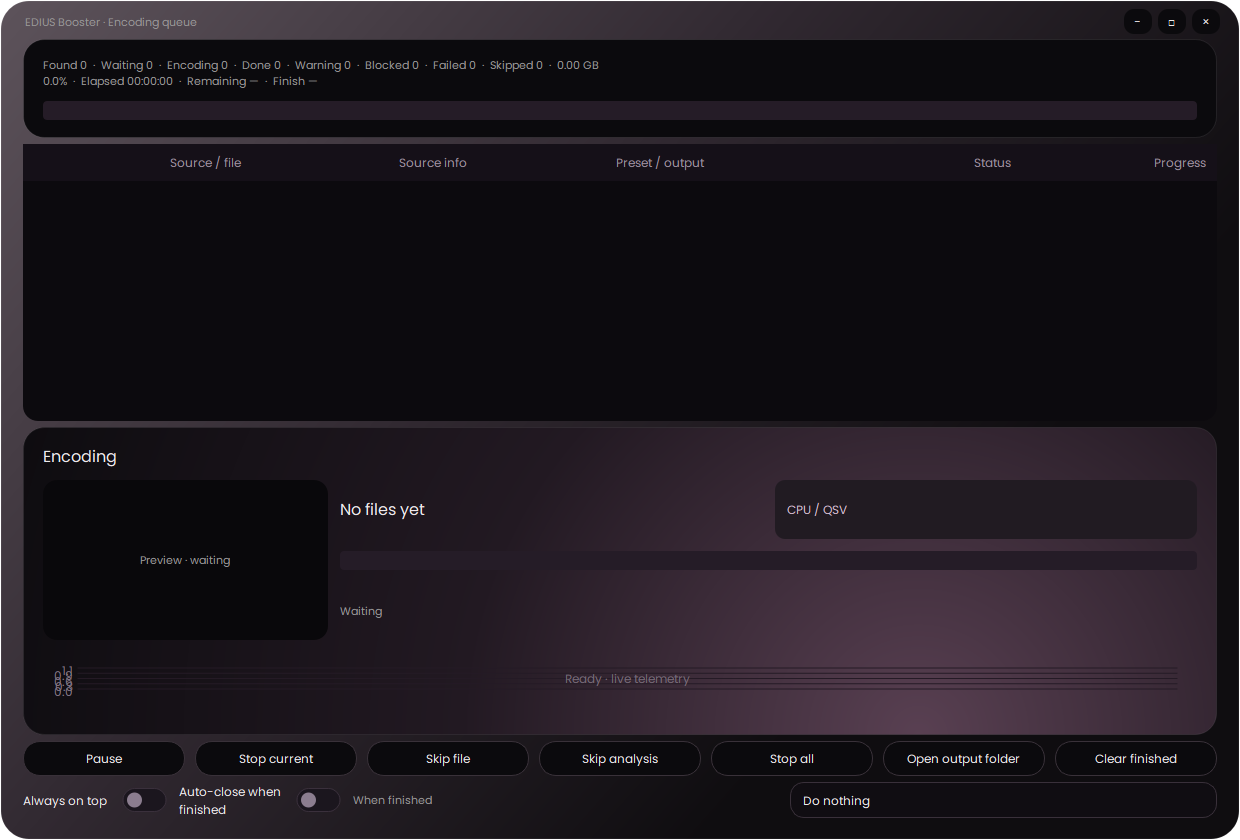 EDIUS Booster · Encoding queue
Found 0 · Waiting 0 · Encoding 0 · Done 0 · Warning 0 · Blocked 0 · Failed 0 · Skipped 0 · 0.00 GB
0.0% · Elapsed 00:00:00 · Remaining — · Finish —
Source / file Source info Preset / output Status Progress
Encoding
No files yet
CPU / QSV
Preview · waiting
Waiting
1.1
0.0
Ready · live telemetry
Pause Stop current Skip file Skip analysis Stop all Open output folder Clear finished
Always on top
Auto-close when
finished
When finished
Do nothing